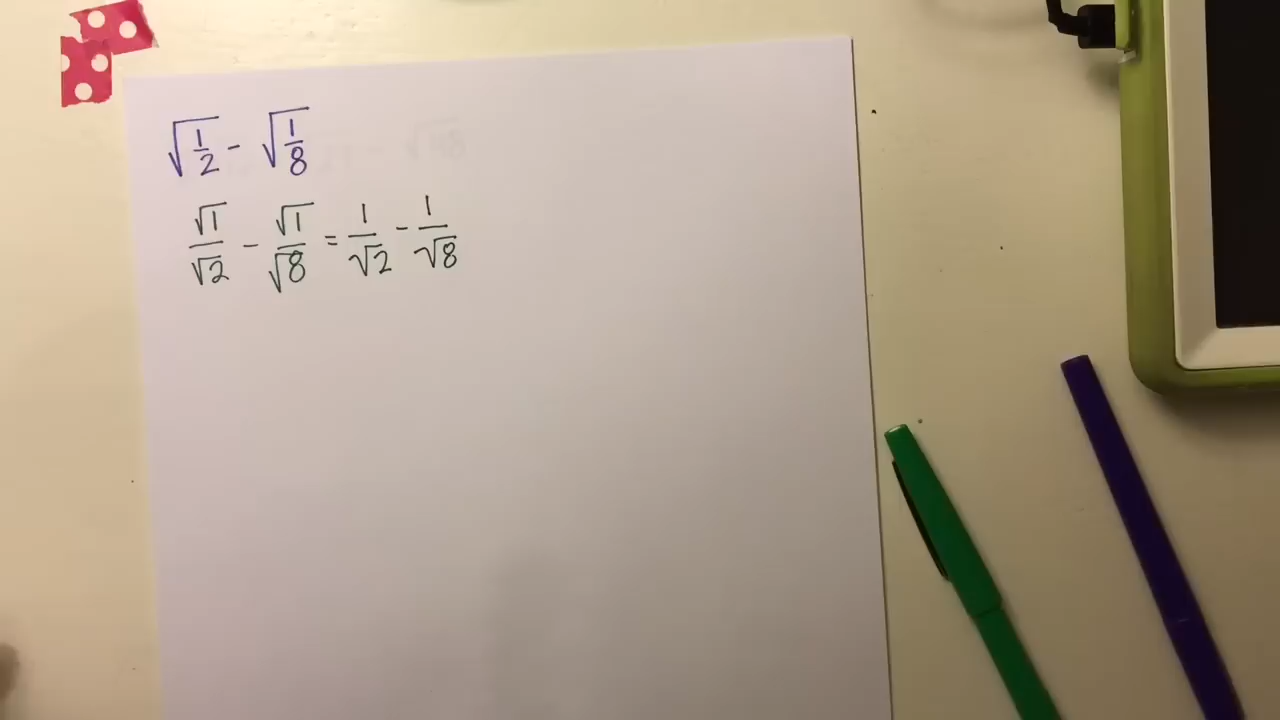 √(1/2) - √(1/8)
√1/√2 - √1/√8 = 1/√2 - 1/√8